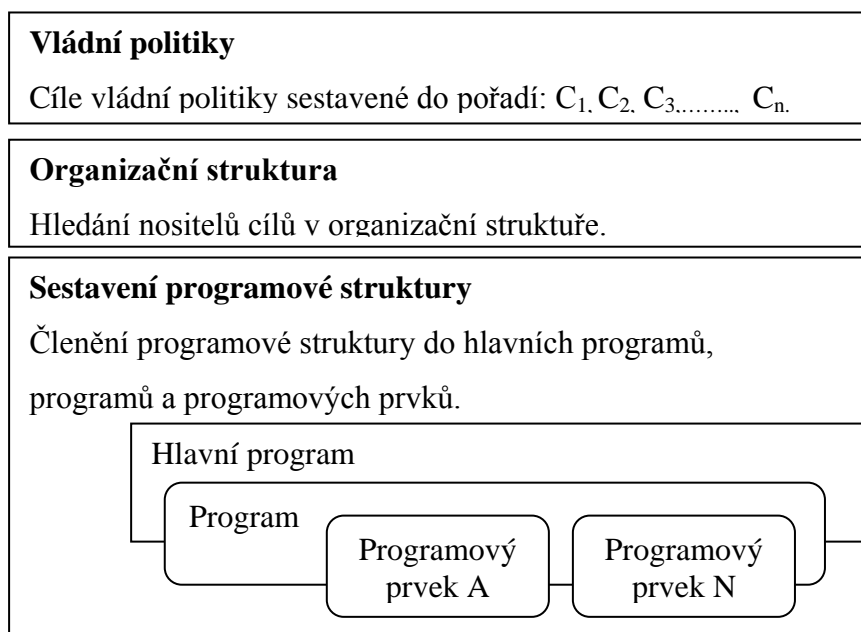 Vládní politiky
Cíle vládní politiky sestavené do pořadí: C1, C2, C3,…….., Cn.
Organizační struktura
Hledání nositelů cílů v organizační struktuře.
Sestavení programové struktury
Členění programové struktury do hlavních programů,
programů a programových prvků.
Hlavní program
Program
Programový
prvek A
Programový
prvek N